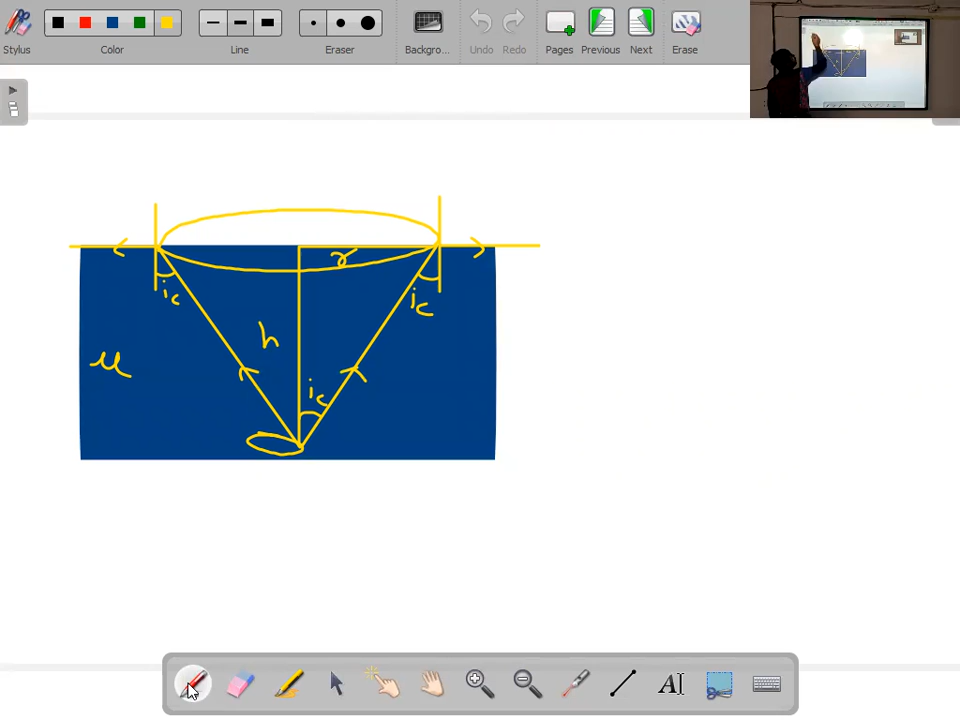 Stylus
Color
Line
Eraser
Backgro...
Undo
Redo
Pages
Previous
Next
Erase
r
ic
ic
h
μ
ic
A